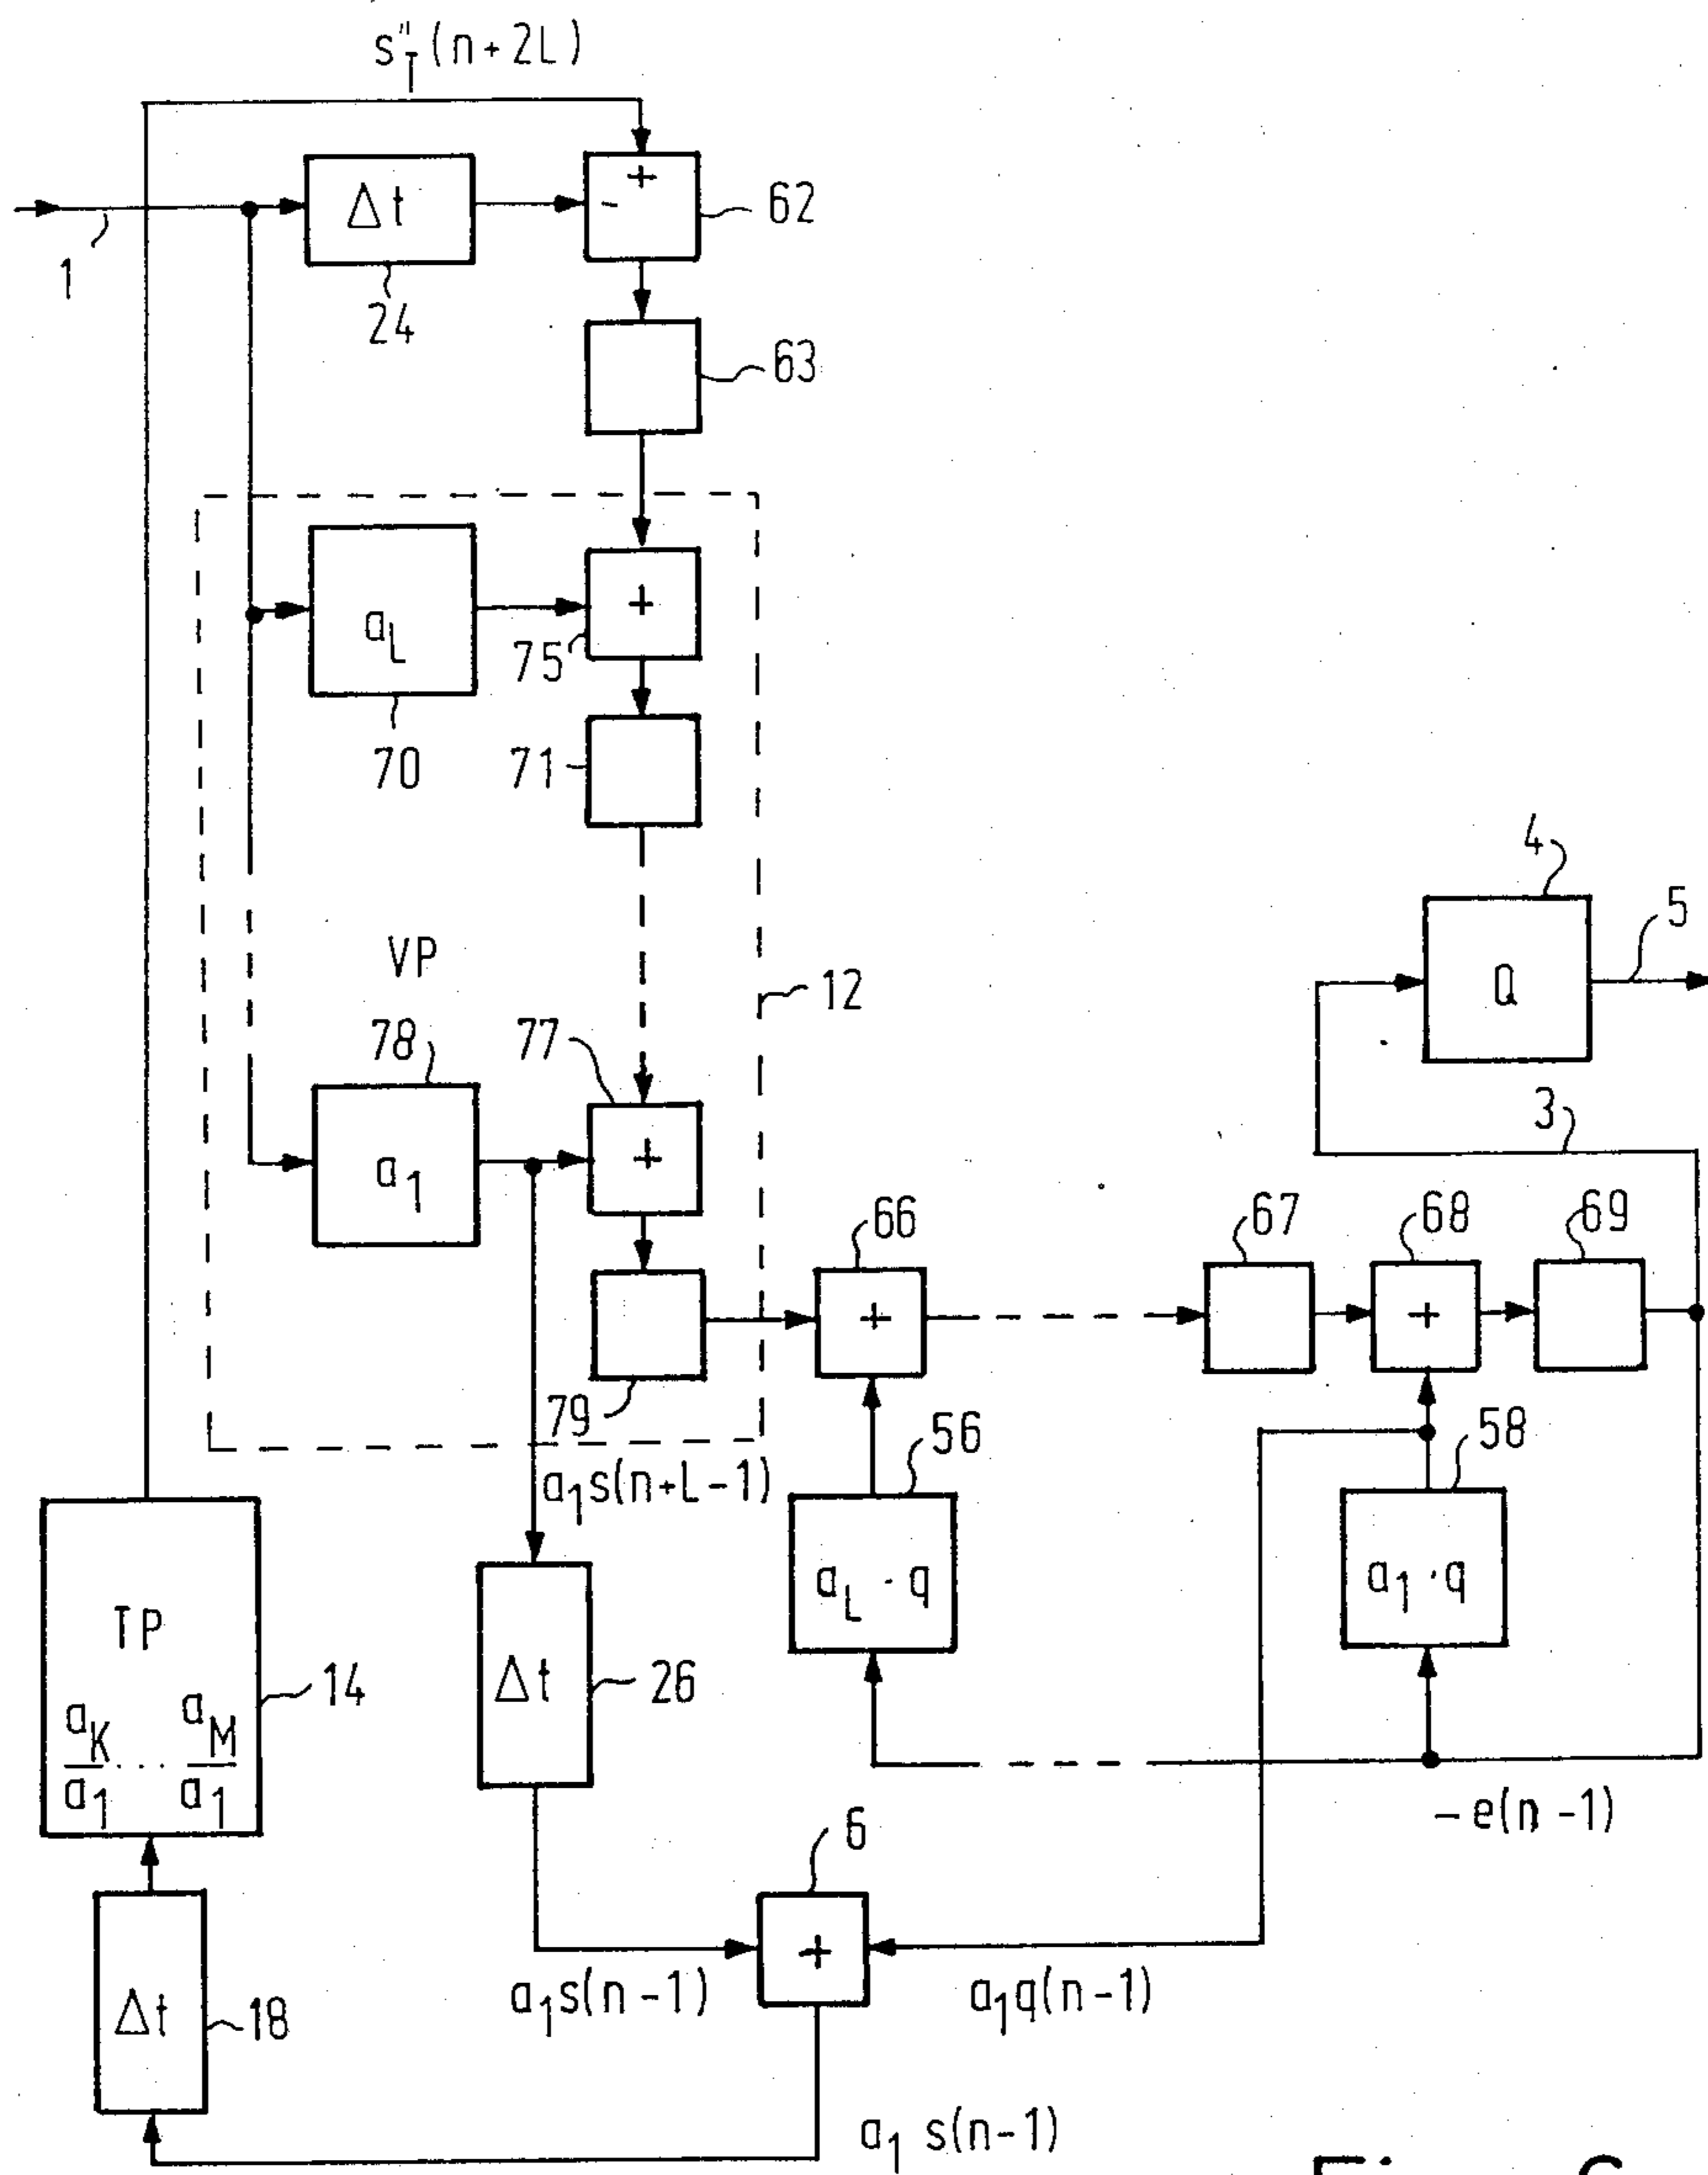 s"T(n+2L)
+
Δt
-
62
1
24
63
+
aL
75
70
71
4
5
VP
Q
12
78
77
3
a1
+
66
67
68
69
+
+
79
56
58
a1s(n+L-1)
aL · q
a1 · q
TP
Δt
26
14
aK/a1 ... aM/a1
-e(n-1)
6
+
Δt
18
a1s(n-1)
a1q(n-1)
a1 s(n-1)